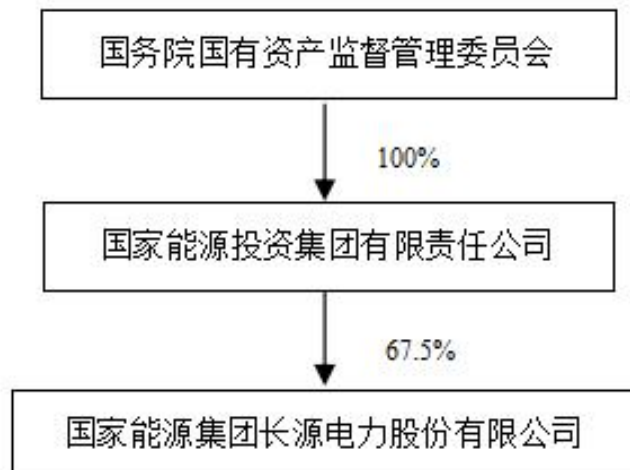 国务院国有资产监督管理委员会
100%
国家能源投资集团有限责任公司
67.5%
国家能源集团长源电力股份有限公司